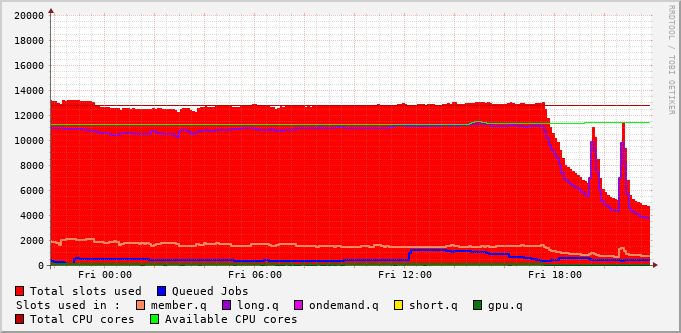 RRDTOOL / TOBI OETIKER
20000
18000
16000
14000
12000
10000
8000
6000
4000
2000
0
Fri 00:00 Fri 06:00 Fri 12:00 Fri 18:00
Total slots used Queued Jobs
Slots used in : member.q long.q ondemand.q short.q gpu.q
Total CPU cores Available CPU cores